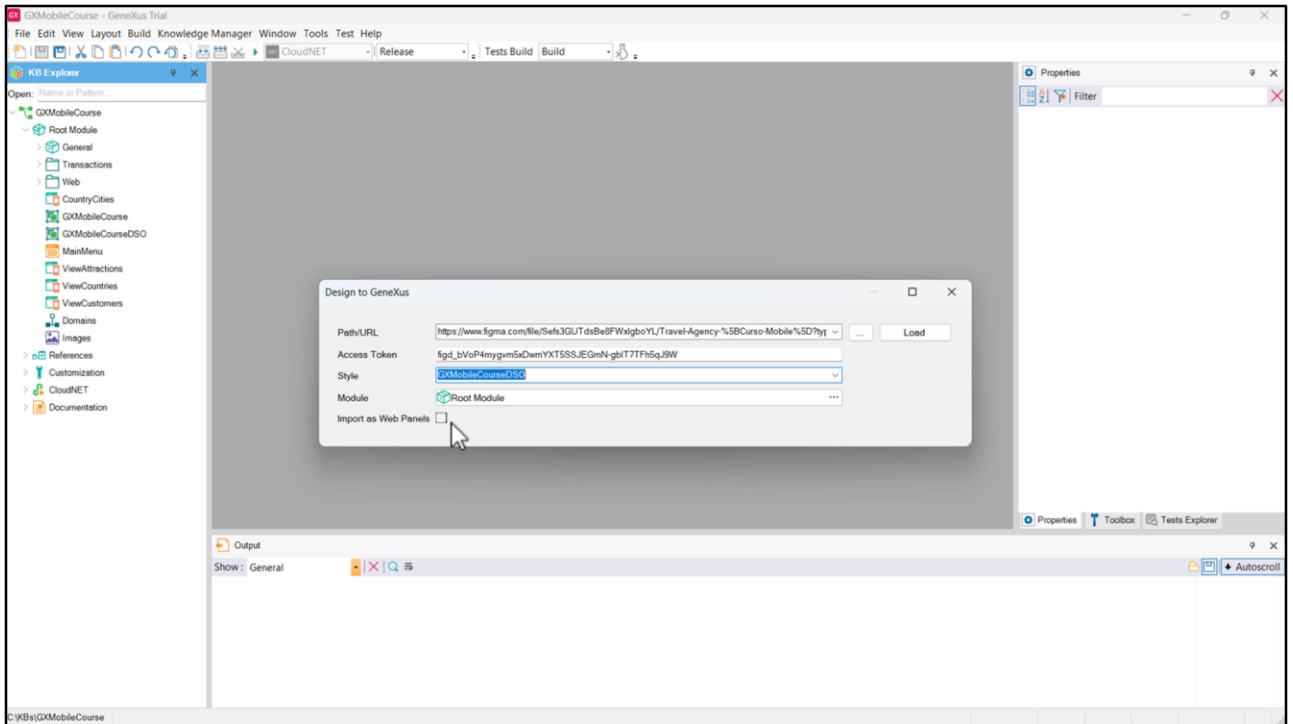 GX GXMobileCourse - GeneXus Trial
File Edit View Layout Build Knowledge Manager Window Tools Test Help
CloudNET Release Tests Build Build
KB Explorer
Open: Name or Pattern ...
GXMobileCourse
Root Module
General
Transactions
Web
CountryCities
GXMobileCourse
GXMobileCourseDSO
MainMenu
ViewAttractions
ViewCountries
ViewCustomers
Domains
Images
References
Customization
CloudNET
Documentation
Design to GeneXus
Path/URL https://www.figma.com/file/Sefs3GUTdsBe8FWxlgboYL/Travel-Agency-%5BCurso-Mobile%5D?typ ... Load
Access Token figd_bVoP4mygvm5xDwmYXT5SSJEGmN-gbIT7TFh5qJ9W
Style GXMobileCourseDSO
Module Root Module ...
Import as Web Panels
Properties
Filter
Properties Toolbox Tests Explorer
Output
Show: General Autoscroll
C:\KBs\GXMobileCourse